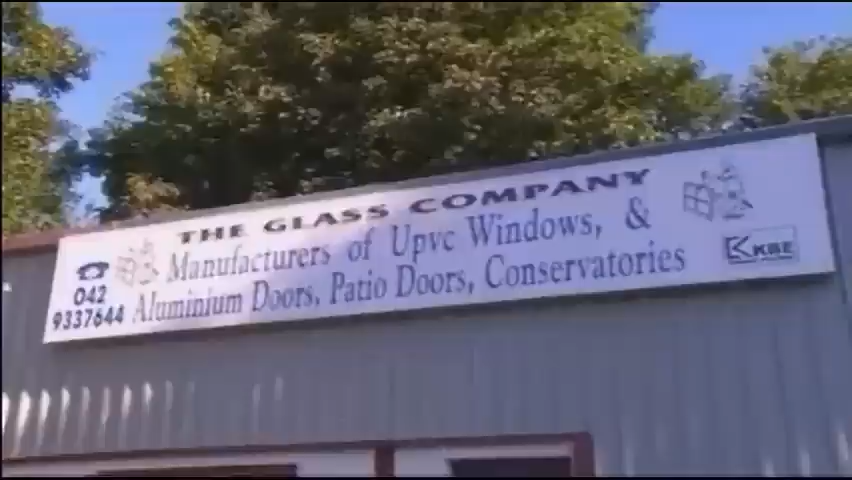 THE GLASS COMPANY
Manufacturers of Upvc Windows, &
Aluminium Doors, Patio Doors, Conservatories
042
9337644
KBE